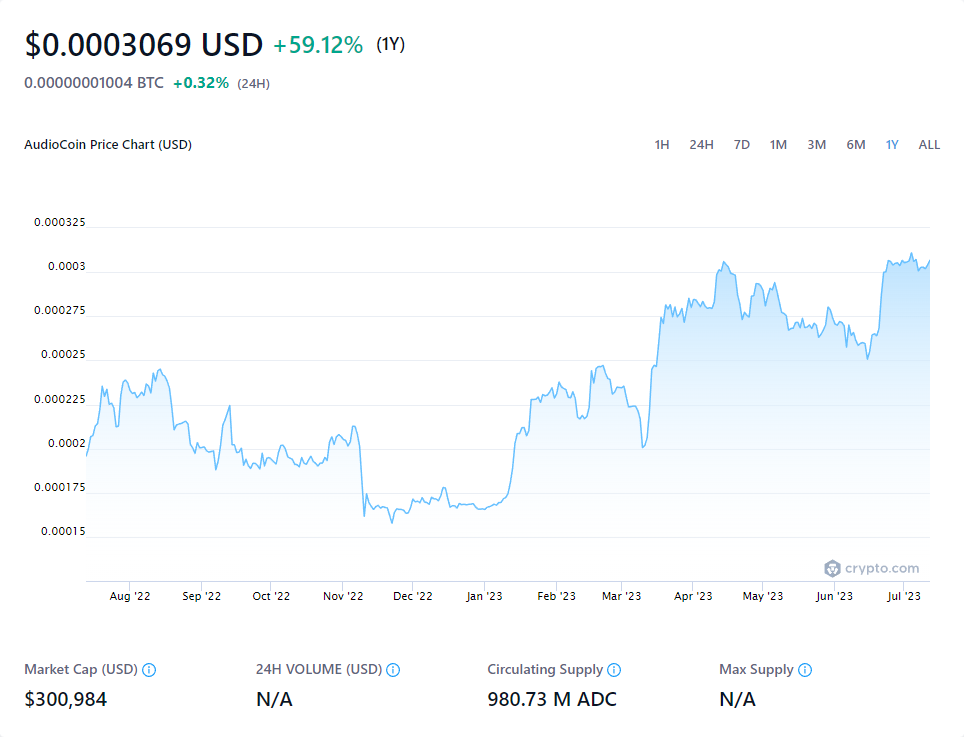 $0.0003069 USD +59.12% (1Y)
0.00000001004 BTC +0.32% (24H)
AudioCoin Price Chart (USD) 1H 24H 7D 1M 3M 6M 1Y ALL
0.000325
0.0003
0.000275
0.00025
0.000225
0.0002
0.000175
0.00015
crypto.com
Aug '22 Sep '22 Oct '22 Nov '22 Dec '22 Jan '23 Feb '23 Mar '23 Apr '23 May '23 Jun '23 Jul '23
Market Cap (USD) 24H VOLUME (USD) Circulating Supply Max Supply
$300,984 N/A 980.73 M ADC N/A